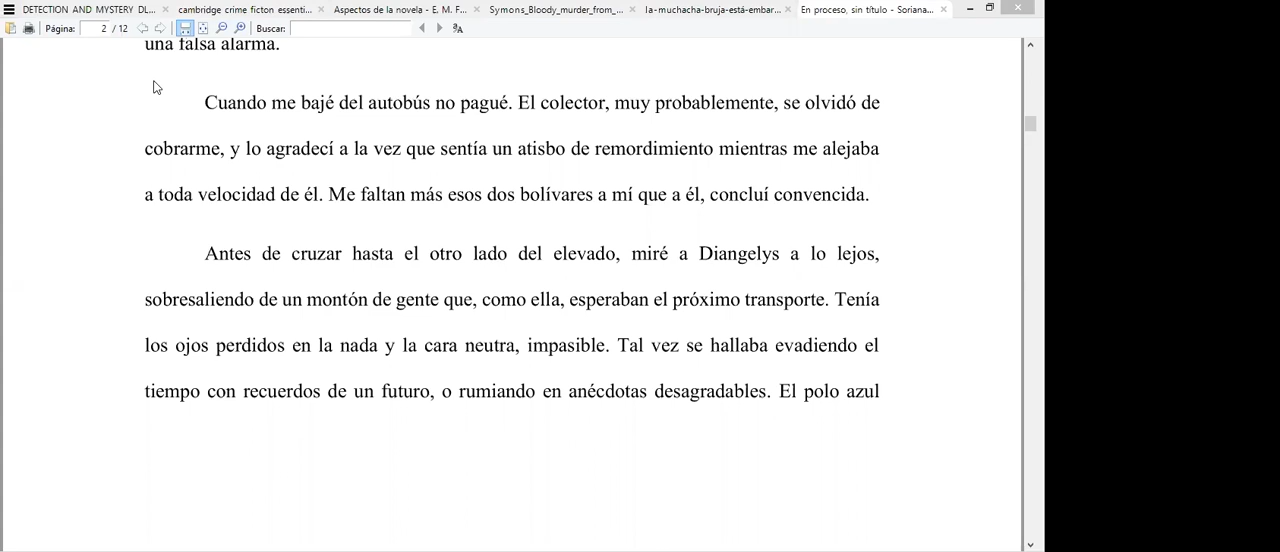 DETECTION AND MYSTERY DL... × cambridge crime ficton essenti... × Aspectos de la novela - E. M. F... × Symons_Bloody_murder_from_... × la-muchacha-bruja-está-embar... × En proceso, sin título - Soriana... ×
Página: 2 / 12 Buscar:
una falsa alarma.
Cuando me bajé del autobús no pagué. El colector, muy probablemente, se olvidó de
cobrarme, y lo agradecí a la vez que sentía un atisbo de remordimiento mientras me alejaba
a toda velocidad de él. Me faltan más esos dos bolívares a mí que a él, concluí convencida.
Antes de cruzar hasta el otro lado del elevado, miré a Diangelys a lo lejos,
sobresaliendo de un montón de gente que, como ella, esperaban el próximo transporte. Tenía
los ojos perdidos en la nada y la cara neutra, impasible. Tal vez se hallaba evadiendo el
tiempo con recuerdos de un futuro, o rumiando en anécdotas desagradables. El polo azul